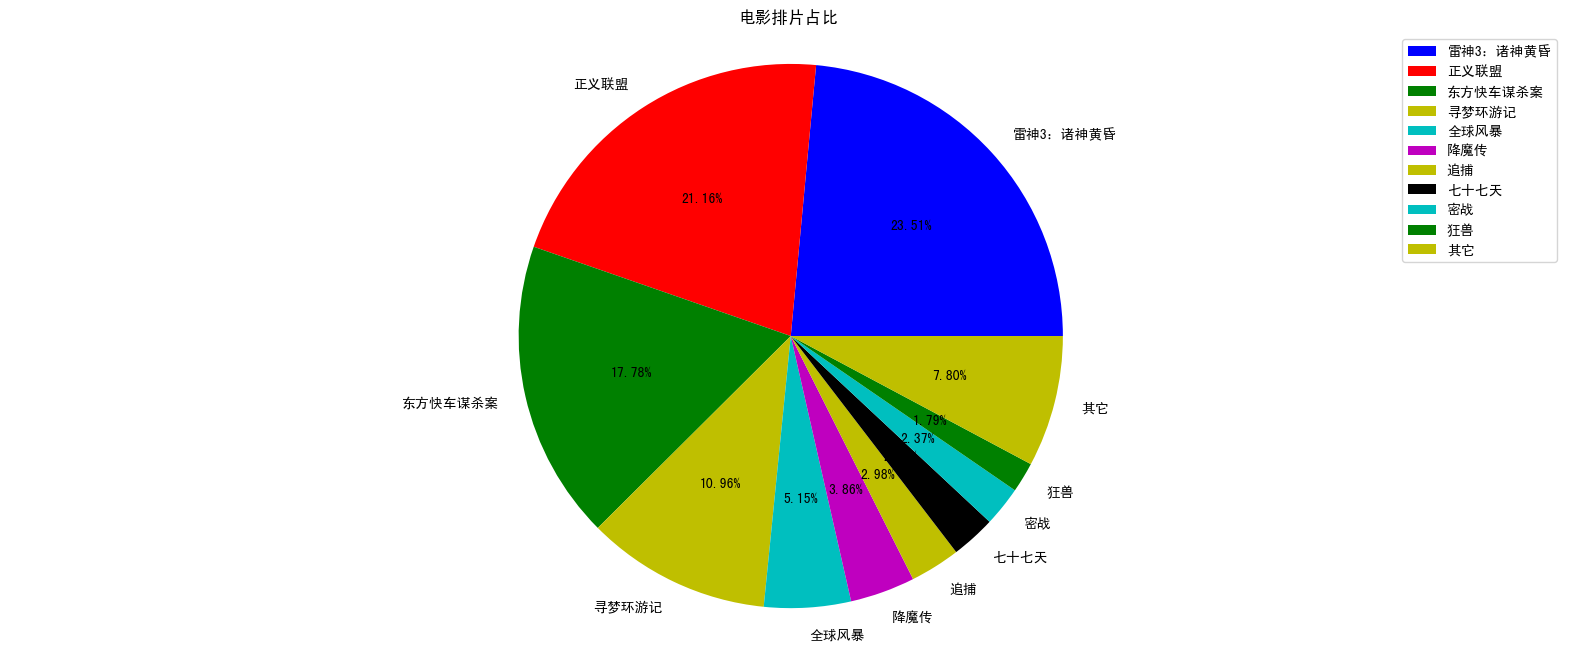 电影排片占比
正义联盟
雷神3：诸神黄昏
21.16%
23.51%
17.78%
东方快车谋杀案
10.96%
5.15%
3.86%
2.98%
2.37%
1.79%
7.80%
其它
狂兽
密战
七十七天
追捕
降魔传
全球风暴
寻梦环游记
雷神3：诸神黄昏
正义联盟
东方快车谋杀案
寻梦环游记
全球风暴
降魔传
追捕
七十七天
密战
狂兽
其它